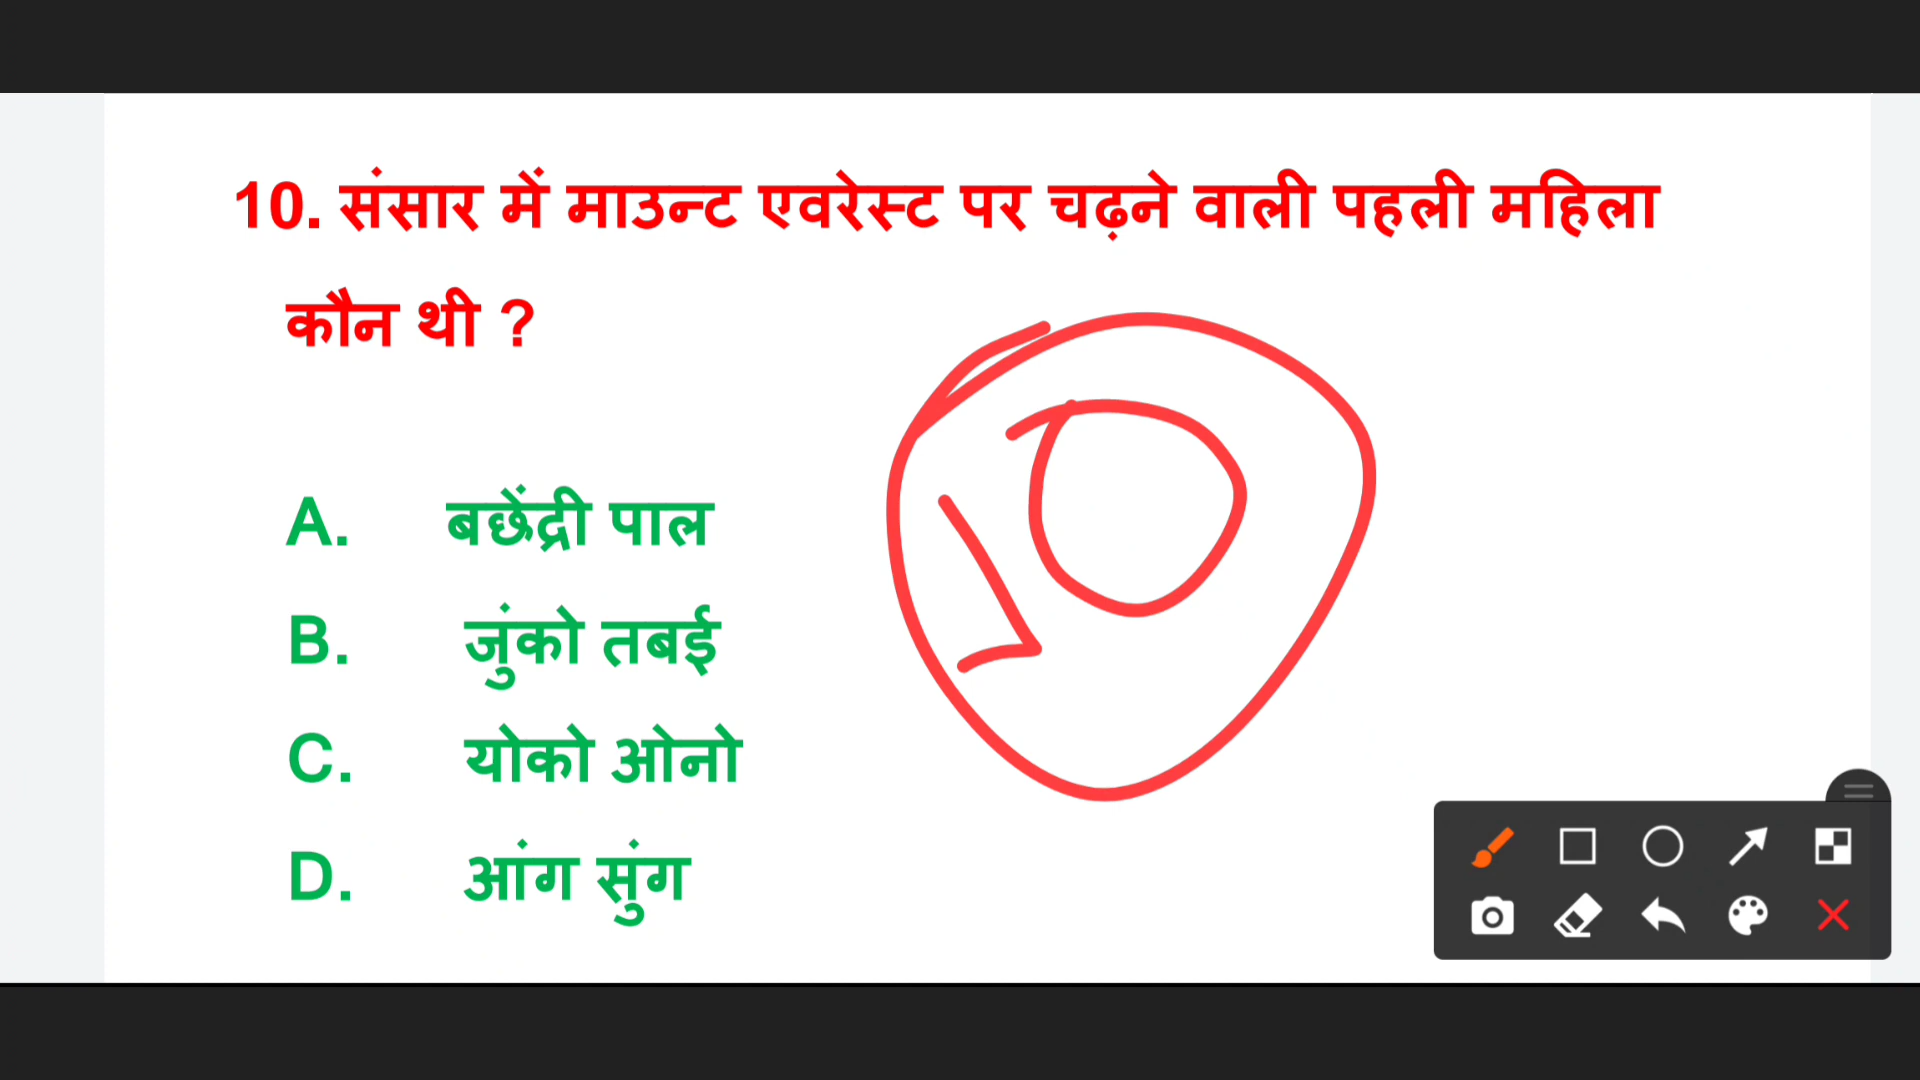 10. संसार में माउन्ट एवरेस्ट पर चढ़ने वाली पहली महिला
कौन थी ?
A. बछेंद्री पाल
B. जुंको तबई
C. योको ओनो
D. आंग सुंग